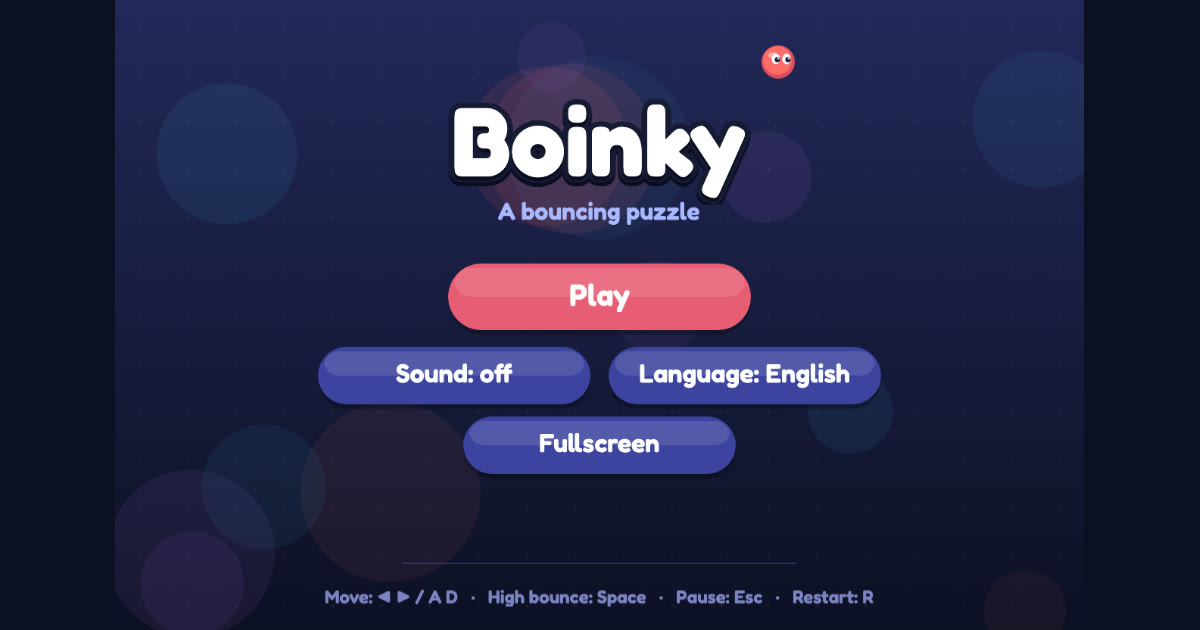 Boinky
A bouncing puzzle
Play
Sound: off
Language: English
Fullscreen
Move: ◀ ▶ / A D · High bounce: Space · Pause: Esc · Restart: R